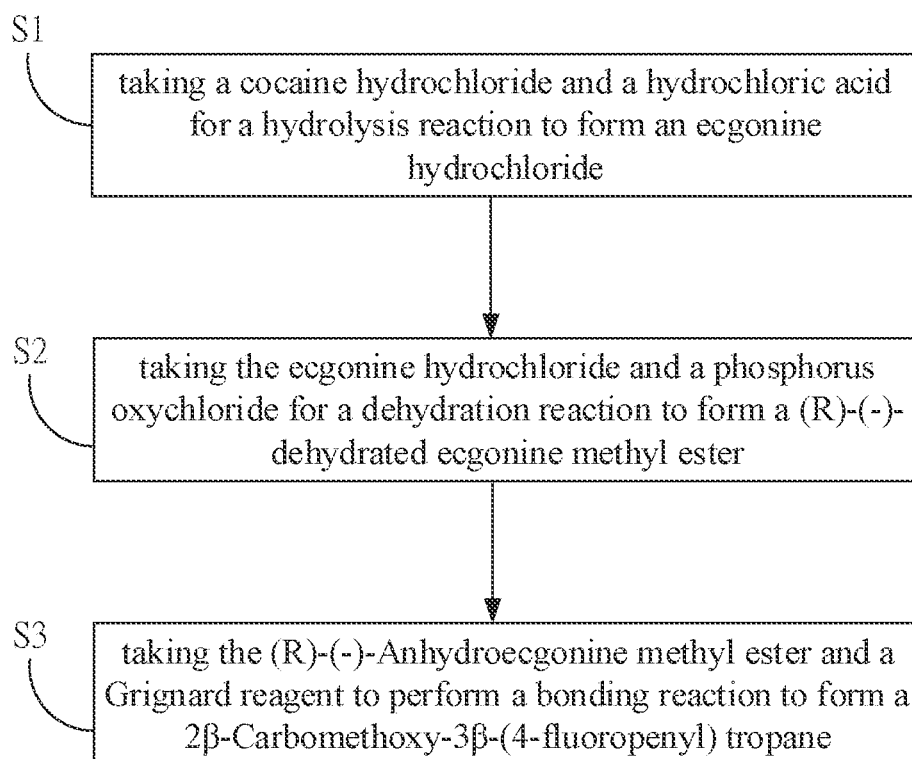 S1
taking a cocaine hydrochloride and a hydrochloric acid
for a hydrolysis reaction to form an ecgonine
hydrochloride
S2
taking the ecgonine hydrochloride and a phosphorus
oxychloride for a dehydration reaction to form a (R)-(-)-
dehydrated ecgonine methyl ester
S3
taking the (R)-(-)-Anhydroecgonine methyl ester and a
Grignard reagent to perform a bonding reaction to form a
2β-Carbomethoxy-3β-(4-fluoropenyl) tropane